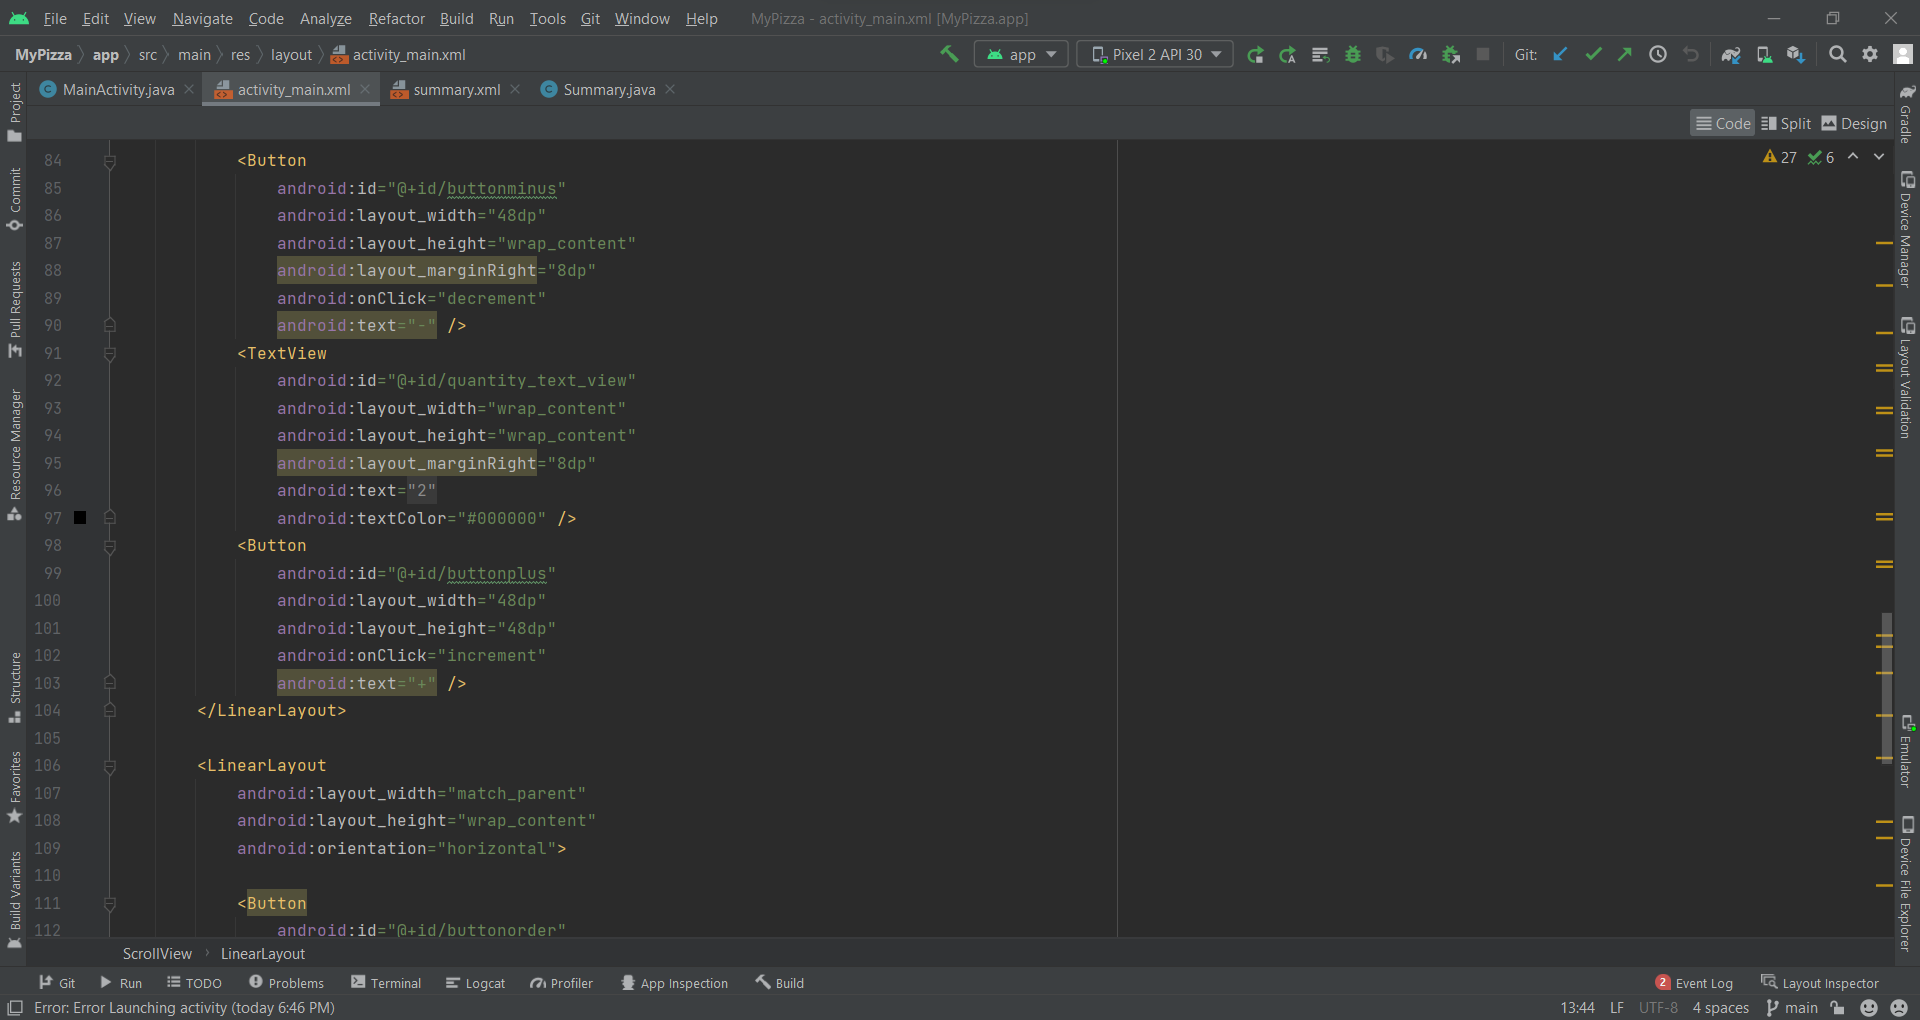 File Edit View Navigate Code Analyze Refactor Build Run Tools Git Window Help MyPizza - activity_main.xml [MyPizza.app]
MyPizza app src main res layout activity_main.xml app Pixel 2 API 30 Git:
MainActivity.java activity_main.xml summary.xml Summary.java
Code Split Design
27 6
84 <Button
85 android:id="@+id/buttonminus"
86 android:layout_width="48dp"
87 android:layout_height="wrap_content"
88 android:layout_marginRight="8dp"
89 android:onClick="decrement"
90 android:text="-" />
91 <TextView
92 android:id="@+id/quantity_text_view"
93 android:layout_width="wrap_content"
94 android:layout_height="wrap_content"
95 android:layout_marginRight="8dp"
96 android:text="2"
97 android:textColor="#000000" />
98 <Button
99 android:id="@+id/buttonplus"
100 android:layout_width="48dp"
101 android:layout_height="48dp"
102 android:onClick="increment"
103 android:text="+" />
104 </LinearLayout>
105
106 <LinearLayout
107 android:layout_width="match_parent"
108 android:layout_height="wrap_content"
109 android:orientation="horizontal">
110
111 <Button
112 android:id="@+id/buttonorder"
ScrollView LinearLayout
Project
Commit
Pull Requests
Resource Manager
Structure
Favorites
Build Variants
Gradle
Device Manager
Layout Validation
Emulator
Device File Explorer
Git Run TODO Problems Terminal Logcat Profiler App Inspection Build 2 Event Log Layout Inspector
Error: Error Launching activity (today 6:46 PM) 13:44 LF UTF-8 4 spaces main